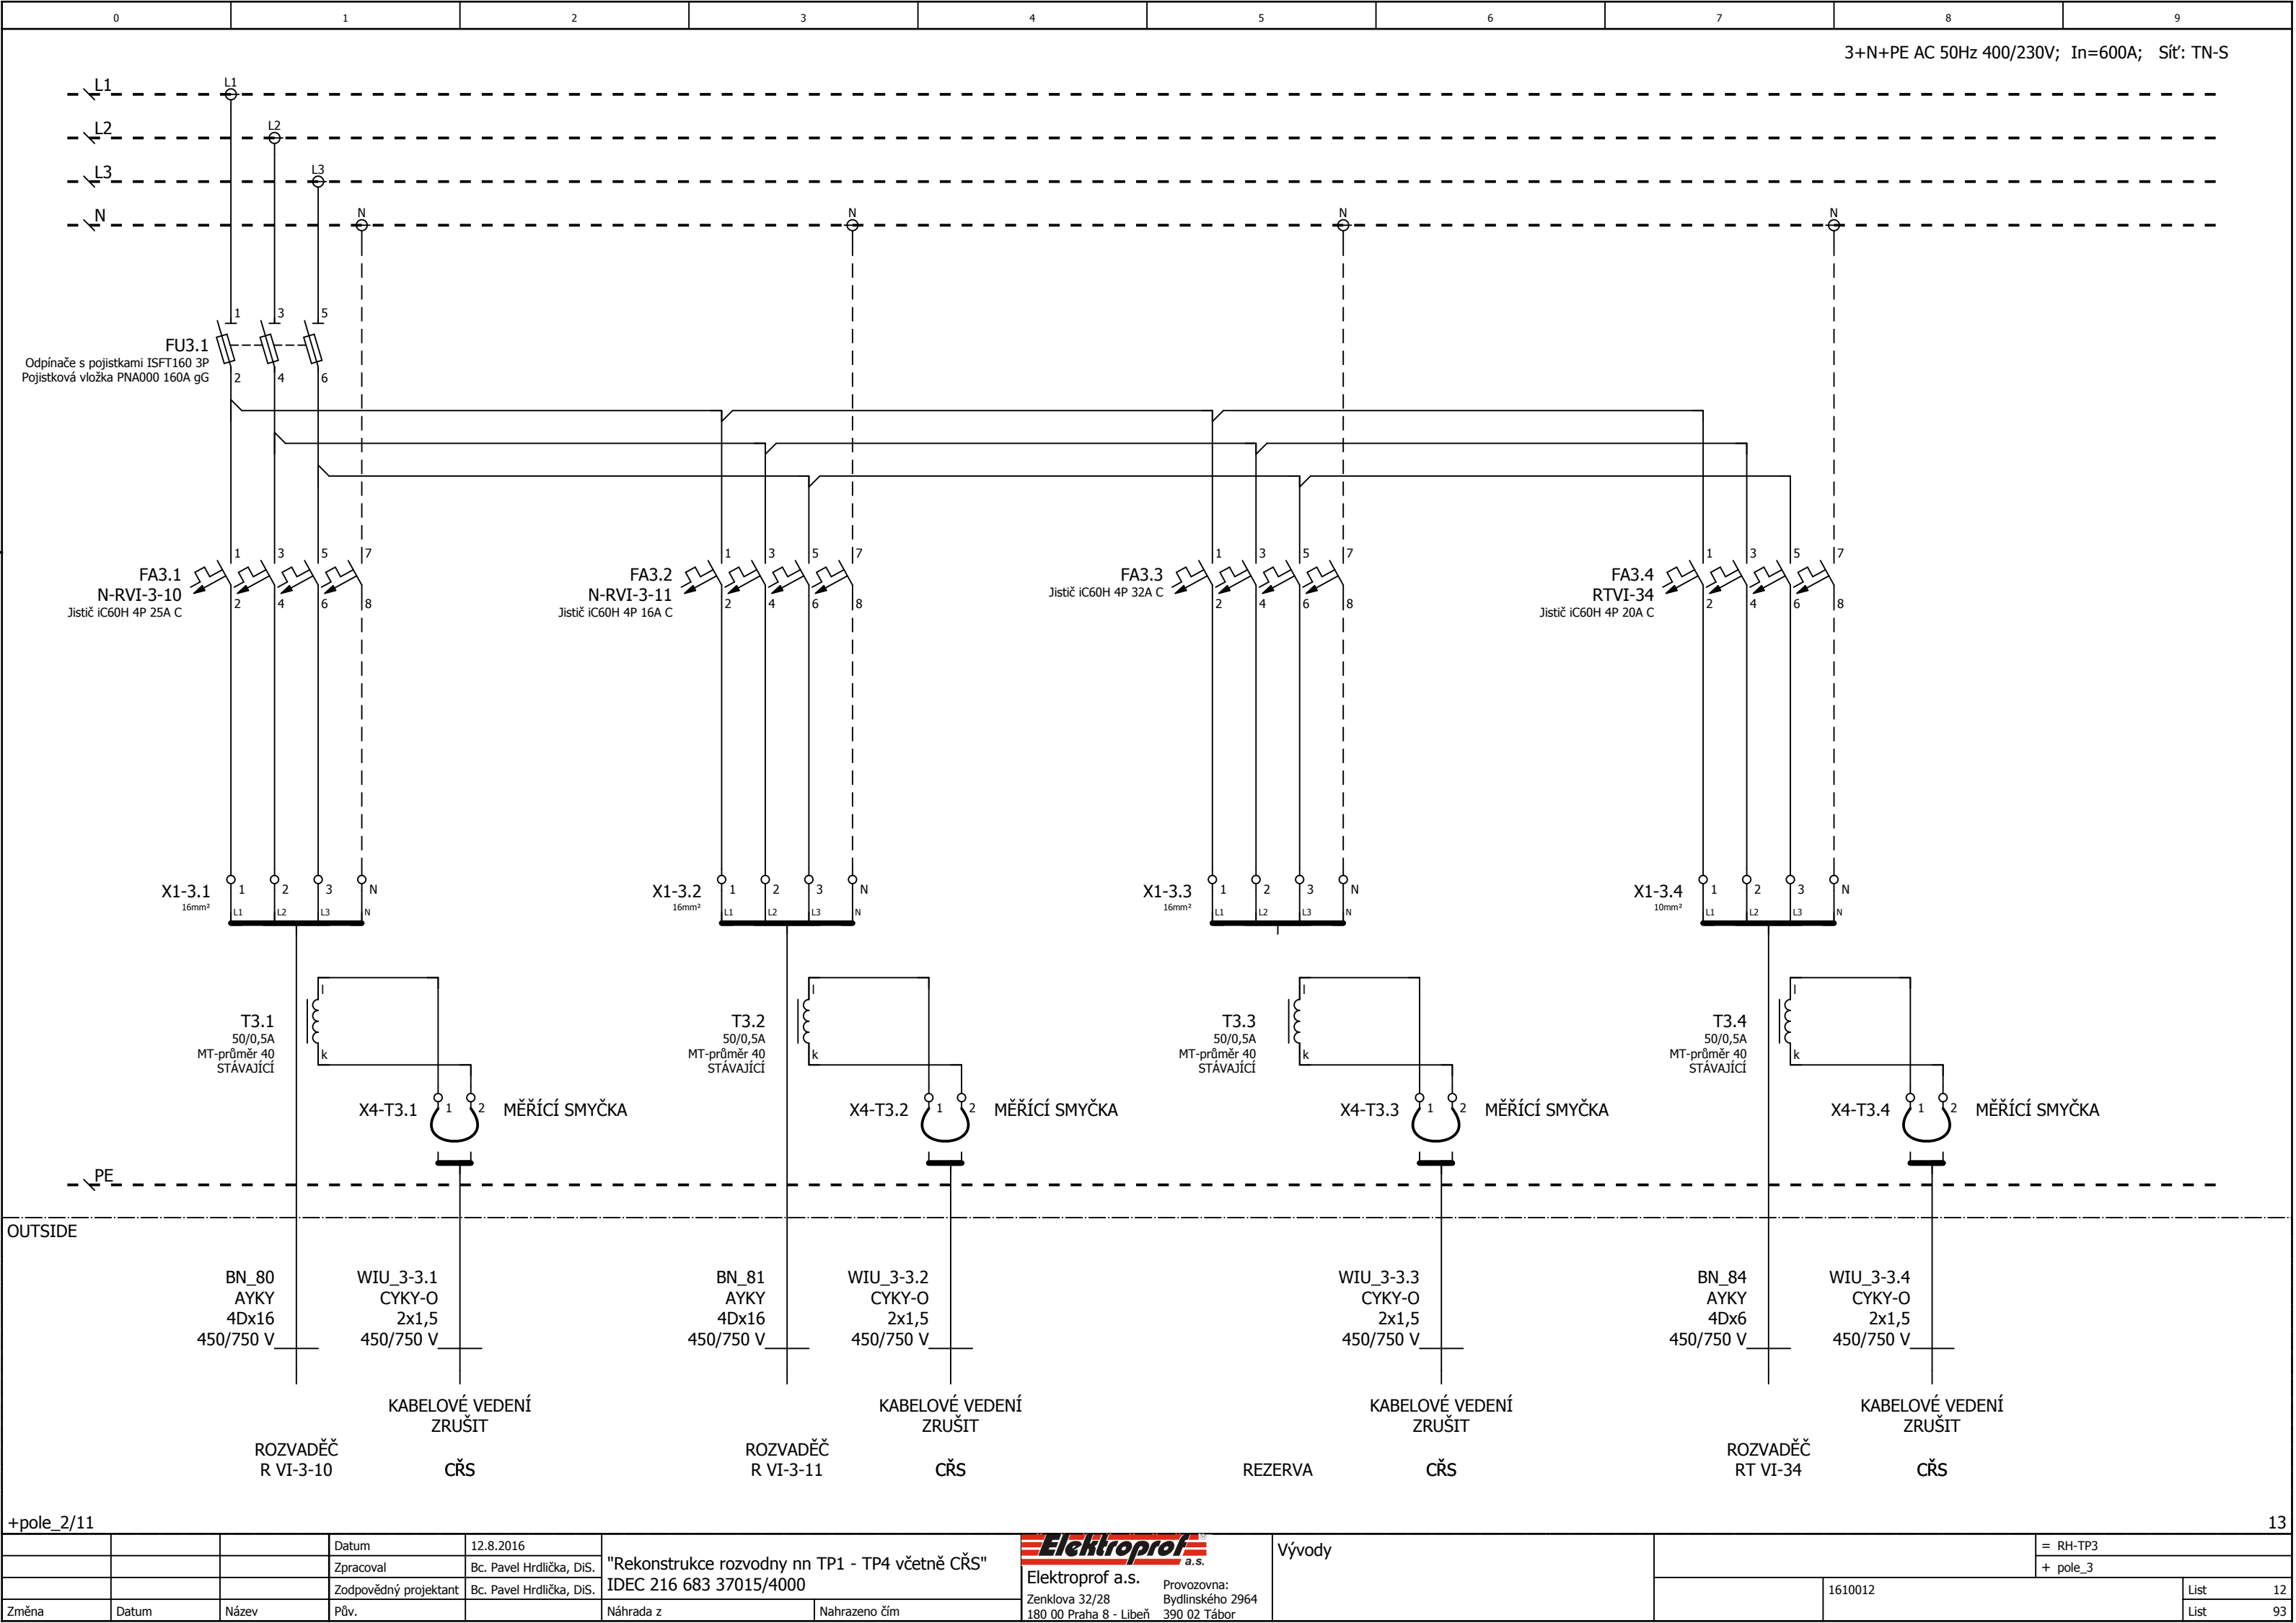 0 1 2 3 4 5 6 7 8 9
3+N+PE AC 50Hz 400/230V; In=600A; Síť: TN-S
L1 L1
L2 L2
L3 L3
N N N N N
1 3 5
FU3.1
Odpínače s pojistkami ISFT160 3P
Pojistková vložka PNA000 160A gG
2 4 6
1 3 5 7 1 3 5 7 1 3 5 7 1 3 5 7
FA3.1 FA3.2 FA3.3 FA3.4
N-RVI-3-10 N-RVI-3-11 Jistič iC60H 4P 32A C RTVI-34
2 4 6 8 2 4 6 8 2 4 6 8 2 4 6 8
Jistič iC60H 4P 25A C Jistič iC60H 4P 16A C Jistič iC60H 4P 20A C
X1-3.1 1 2 3 N X1-3.2 1 2 3 N X1-3.3 1 2 3 N X1-3.4 1 2 3 N
16mm² 16mm² 16mm² 10mm²
L1 L2 L3 N L1 L2 L3 N L1 L2 L3 N L1 L2 L3 N
l l l l
T3.1 T3.2 T3.3 T3.4
50/0,5A 50/0,5A 50/0,5A 50/0,5A
MT-průměr 40 k MT-průměr 40 k MT-průměr 40 k MT-průměr 40 k
STÁVAJÍCÍ STÁVAJÍCÍ STÁVAJÍCÍ STÁVAJÍCÍ
X4-T3.1 1 2 MĚŘÍCÍ SMYČKA X4-T3.2 1 2 MĚŘÍCÍ SMYČKA X4-T3.3 1 2 MĚŘÍCÍ SMYČKA X4-T3.4 1 2 MĚŘÍCÍ SMYČKA
PE
OUTSIDE
BN_80 WIU_3-3.1 BN_81 WIU_3-3.2 WIU_3-3.3 BN_84 WIU_3-3.4
AYKY CYKY-O AYKY CYKY-O CYKY-O AYKY CYKY-O
4Dx16 2x1,5 4Dx16 2x1,5 2x1,5 4Dx6 2x1,5
450/750 V 450/750 V 450/750 V 450/750 V 450/750 V 450/750 V 450/750 V
KABELOVÉ VEDENÍ KABELOVÉ VEDENÍ KABELOVÉ VEDENÍ KABELOVÉ VEDENÍ
ZRUŠIT ZRUŠIT ZRUŠIT ZRUŠIT
ROZVADĚČ ROZVADĚČ ROZVADĚČ
R VI-3-10 CŘS R VI-3-11 CŘS REZERVA CŘS RT VI-34 CŘS
+pole_2/11 13
Datum 12.8.2016
Zpracoval Bc. Pavel Hrdlička, DiS.
Zodpovědný projektant Bc. Pavel Hrdlička, DiS.
Změna Datum Název Pův.
"Rekonstrukce rozvodny nn TP1 - TP4 včetně CŘS"
IDEC 216 683 37015/4000
Náhrada z Nahrazeno čím
Elektroprof
a.s.
Elektroprof a.s.
Zenklova 32/28
180 00 Praha 8 - Libeň
Provozovna:
Bydlinského 2964
390 02 Tábor
Vývody
= RH-TP3
+ pole_3
1610012 List 12
List 93